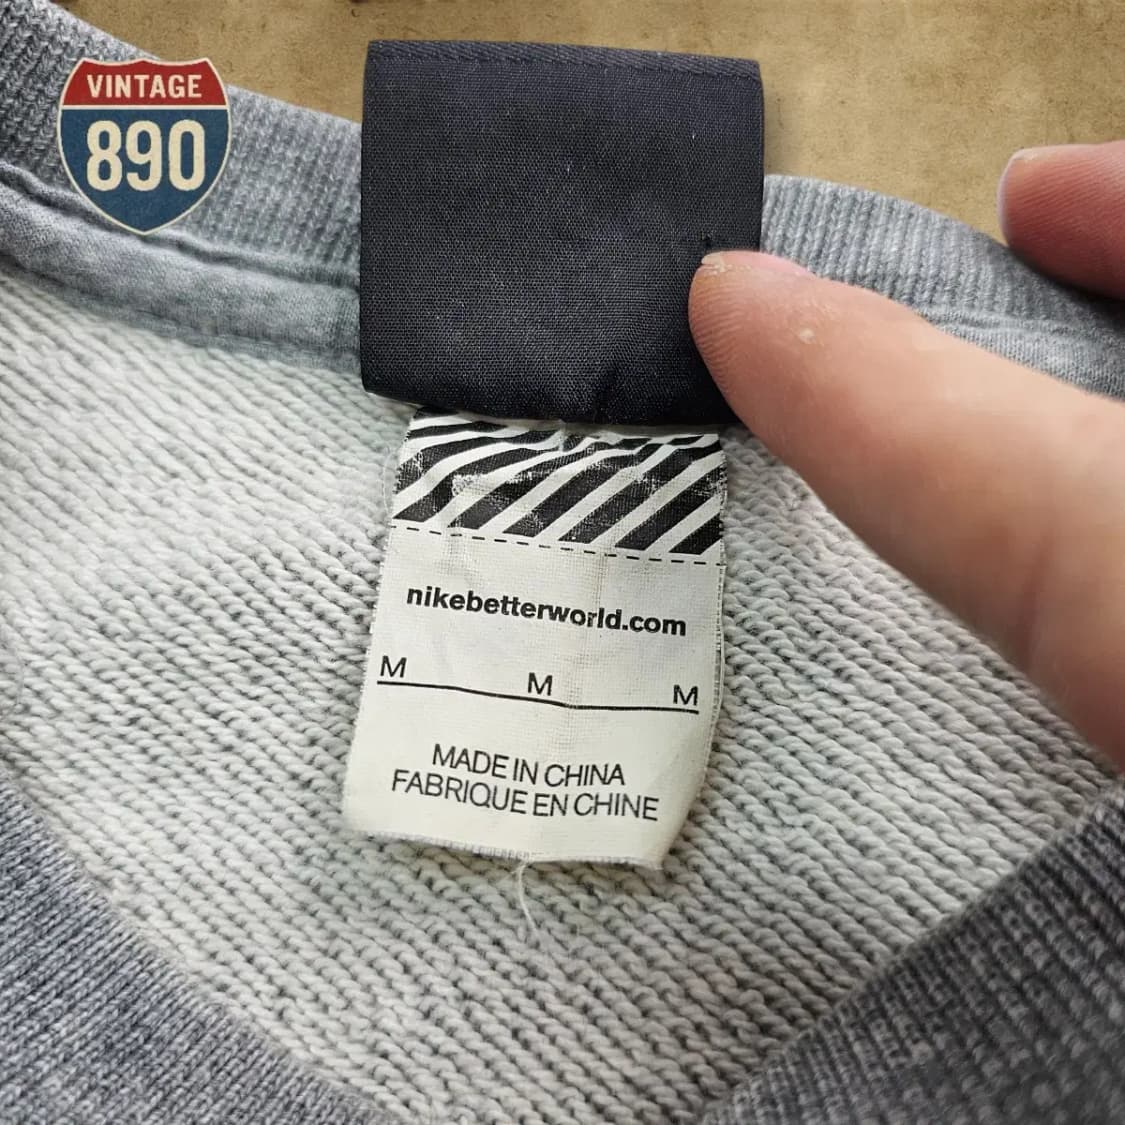 VINTAGE
890
nikebetterworld.com
M M M
MADE IN CHINA
FABRIQUE EN CHINE